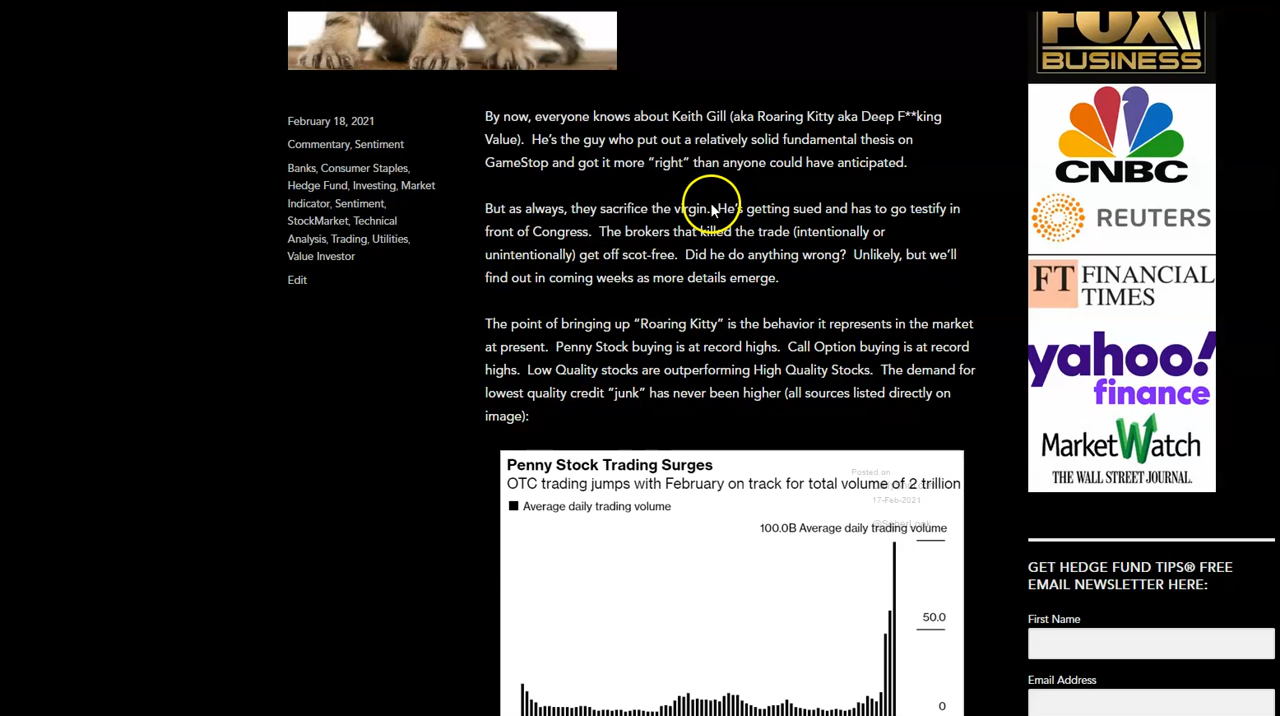 FOX
BUSINESS
CNBC
REUTERS
FT FINANCIAL
TIMES
yahoo!
finance
MarketWatch
THE WALL STREET JOURNAL.
GET HEDGE FUND TIPS® FREE
EMAIL NEWSLETTER HERE:
First Name
Email Address
February 18, 2021
Commentary, Sentiment
Banks, Consumer Staples,
Hedge Fund, Investing, Market
Indicator, Sentiment,
StockMarket, Technical
Analysis, Trading, Utilities,
Value Investor
Edit
By now, everyone knows about Keith Gill (aka Roaring Kitty aka Deep F**king
Value). He's the guy who put out a relatively solid fundamental thesis on
GameStop and got it more “right” than anyone could have anticipated.
But as always, they sacrifice the virgin. He's getting sued and has to go testify in
front of Congress. The brokers that killed the trade (intentionally or
unintentionally) get off scot-free. Did he do anything wrong? Unlikely, but we'll
find out in coming weeks as more details emerge.
The point of bringing up “Roaring Kitty” is the behavior it represents in the market
at present. Penny Stock buying is at record highs. Call Option buying is at record
highs. Low Quality stocks are outperforming High Quality Stocks. The demand for
lowest quality credit “junk” has never been higher (all sources listed directly on
image):
Penny Stock Trading Surges
OTC trading jumps with February on track for total volume of 2 trillion
Posted on
17-Feb-2021
Average daily trading volume
100.0B Average daily trading volume
50.0
0